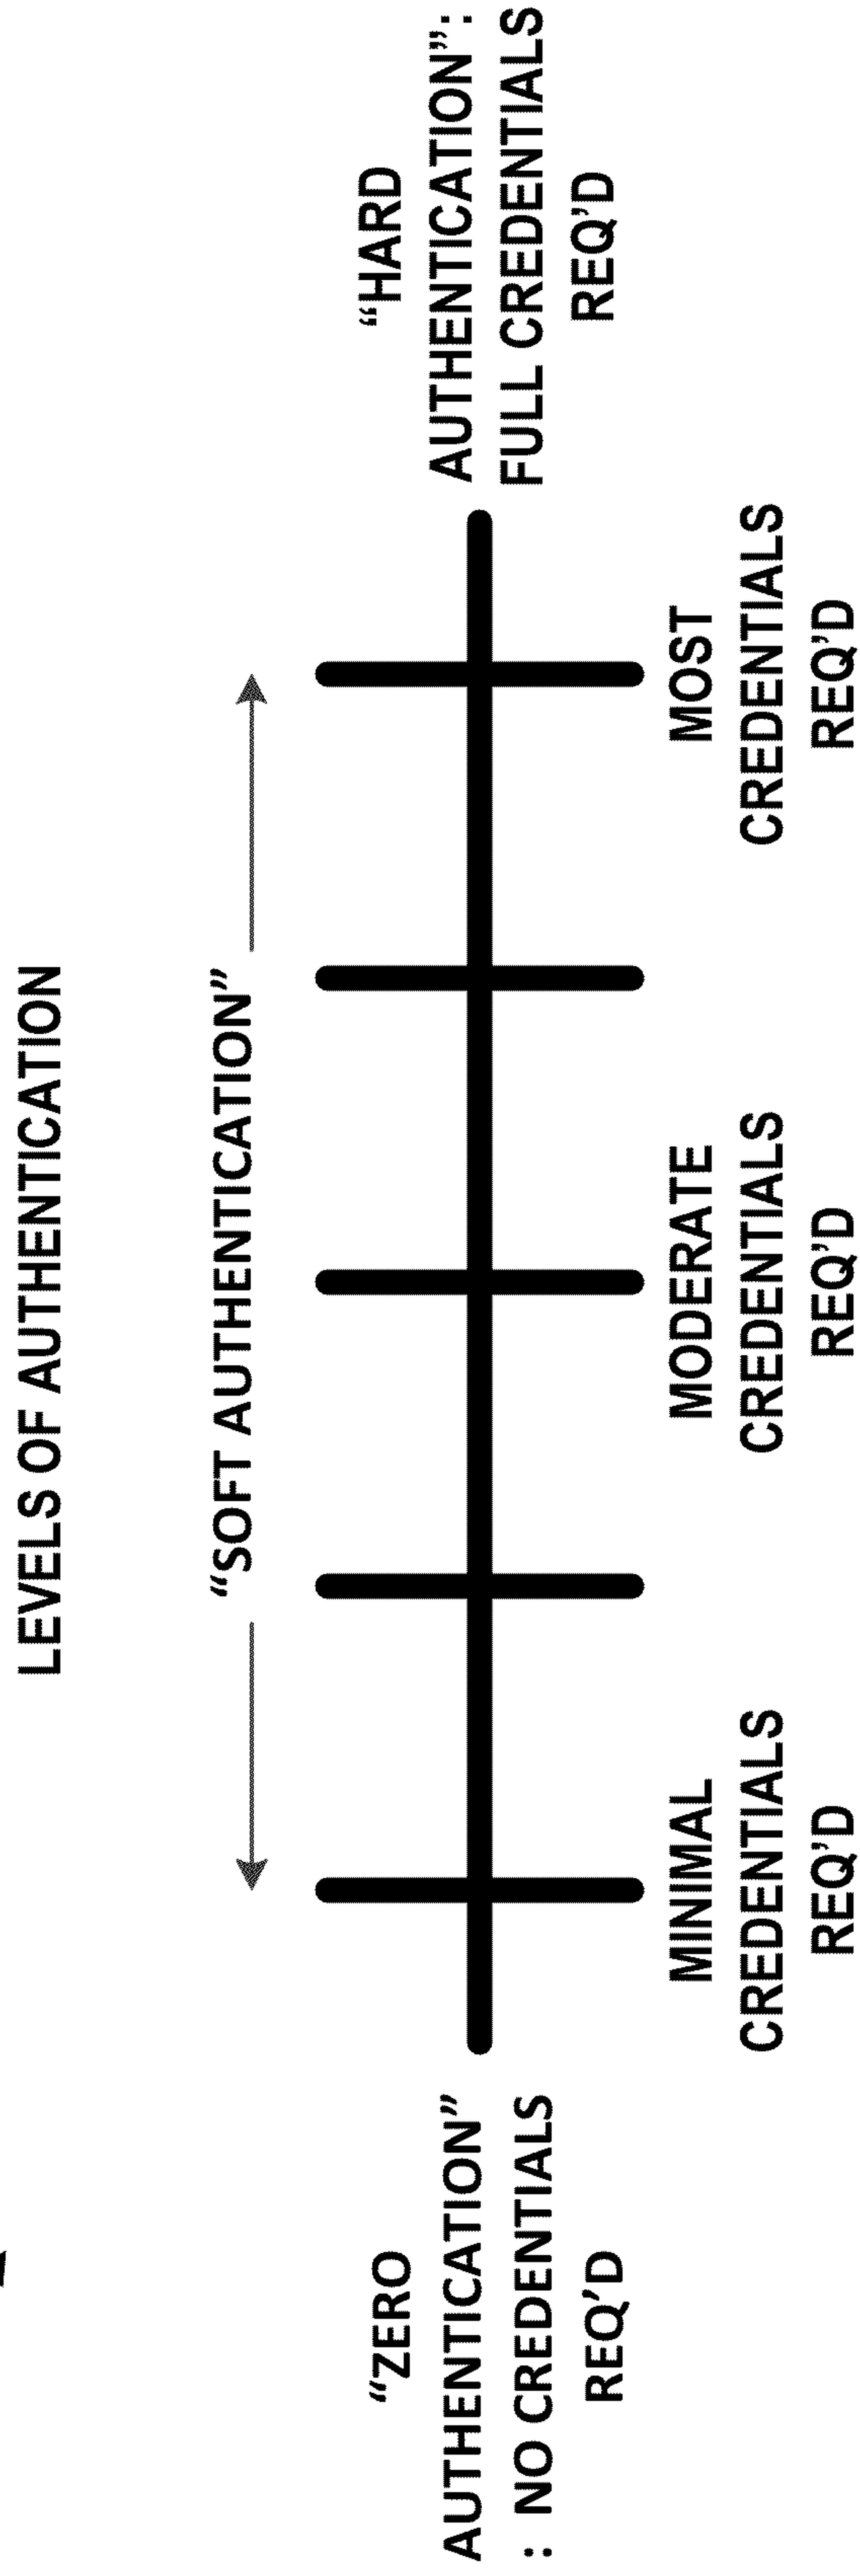 LEVELS OF AUTHENTICATION
“SOFT AUTHENTICATION”
“ZERO
AUTHENTICATION”
: NO CREDENTIALS
REQ’D
“HARD
AUTHENTICATION”:
FULL CREDENTIALS
REQ’D
MINIMAL
CREDENTIALS
REQ’D
MODERATE
CREDENTIALS
REQ’D
MOST
CREDENTIALS
REQ’D